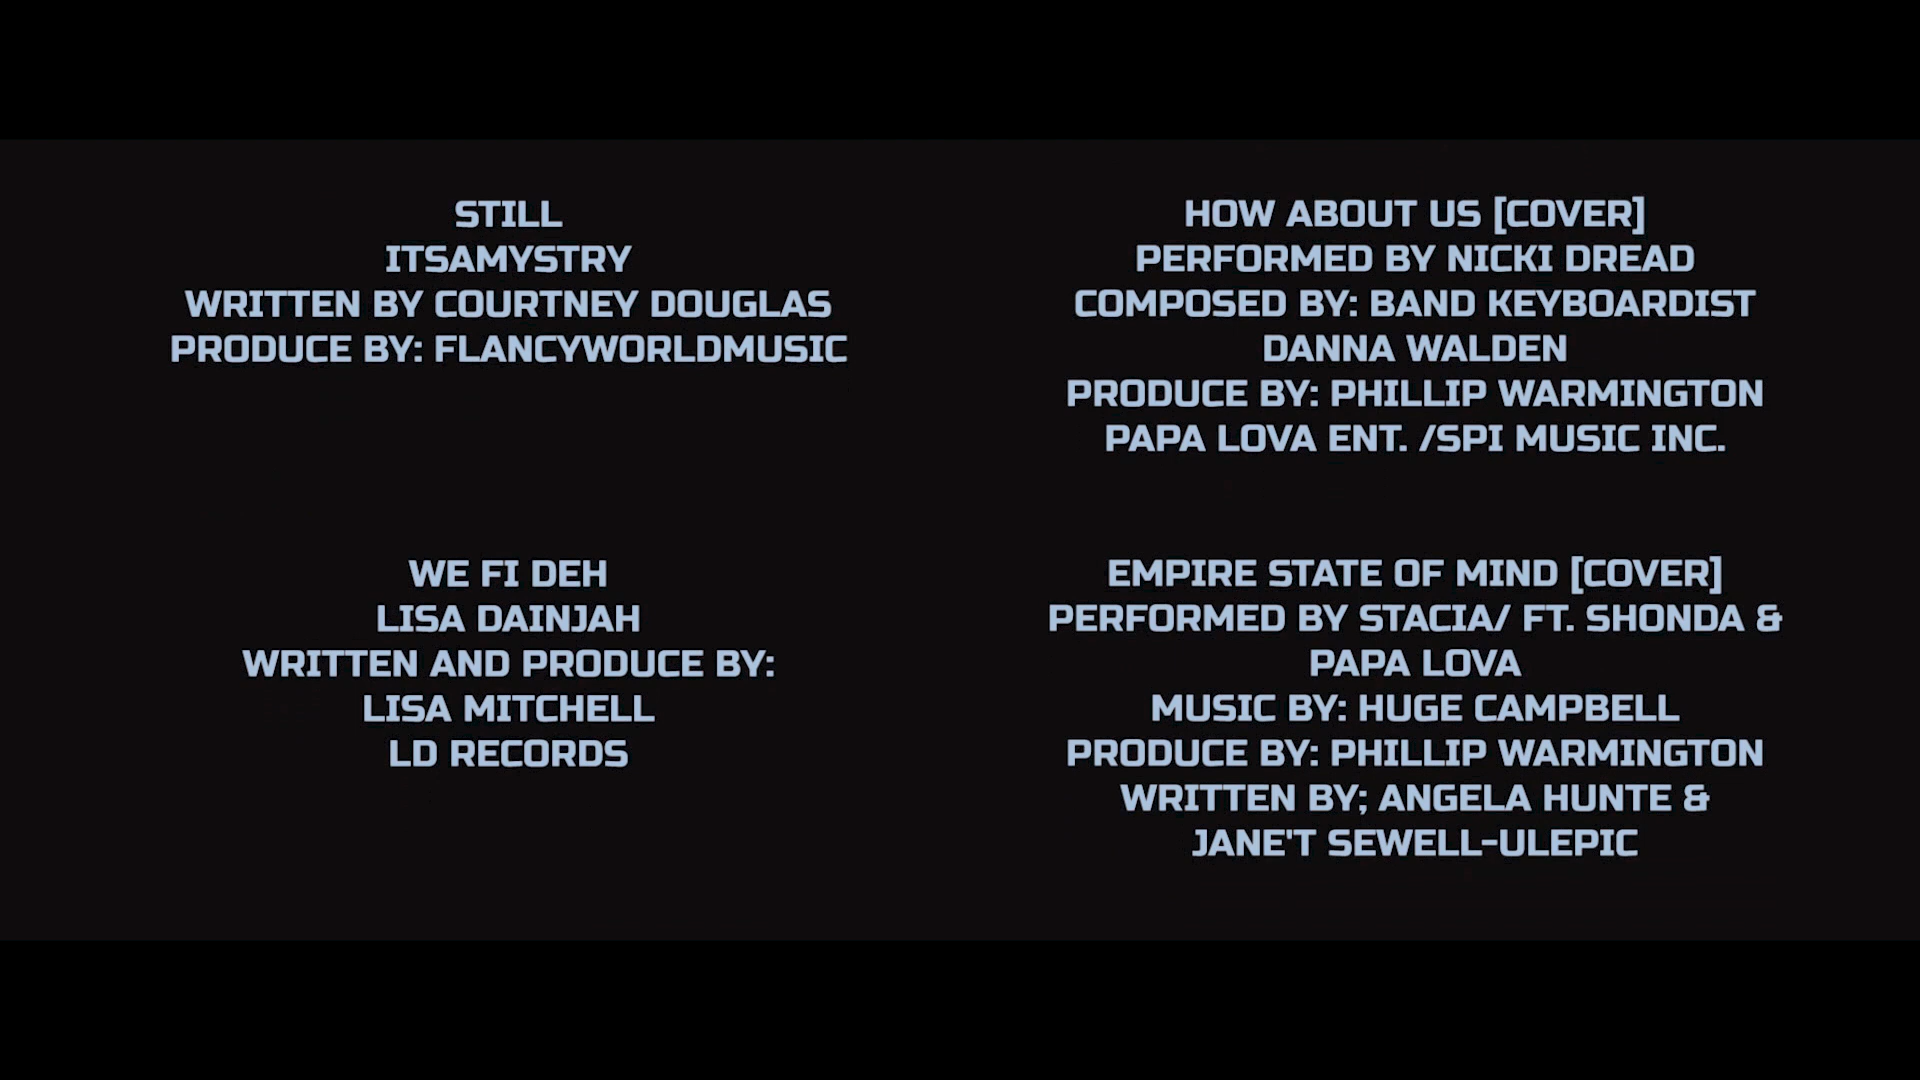 STILL
ITSAMYSTRY
WRITTEN BY COURTNEY DOUGLAS
PRODUCE BY: FLANCYWORLDMUSIC
HOW ABOUT US [COVER]
PERFORMED BY NICKI DREAD
COMPOSED BY: BAND KEYBOARDIST
DANNA WALDEN
PRODUCE BY: PHILLIP WARMINGTON
PAPA LOVA ENT. /SPI MUSIC INC.
WE FI DEH
LISA DAINJAH
WRITTEN AND PRODUCE BY:
LISA MITCHELL
LD RECORDS
EMPIRE STATE OF MIND [COVER]
PERFORMED BY STACIA/ FT. SHONDA &
PAPA LOVA
MUSIC BY: HUGE CAMPBELL
PRODUCE BY: PHILLIP WARMINGTON
WRITTEN BY; ANGELA HUNTE &
JANE'T SEWELL-ULEPIC